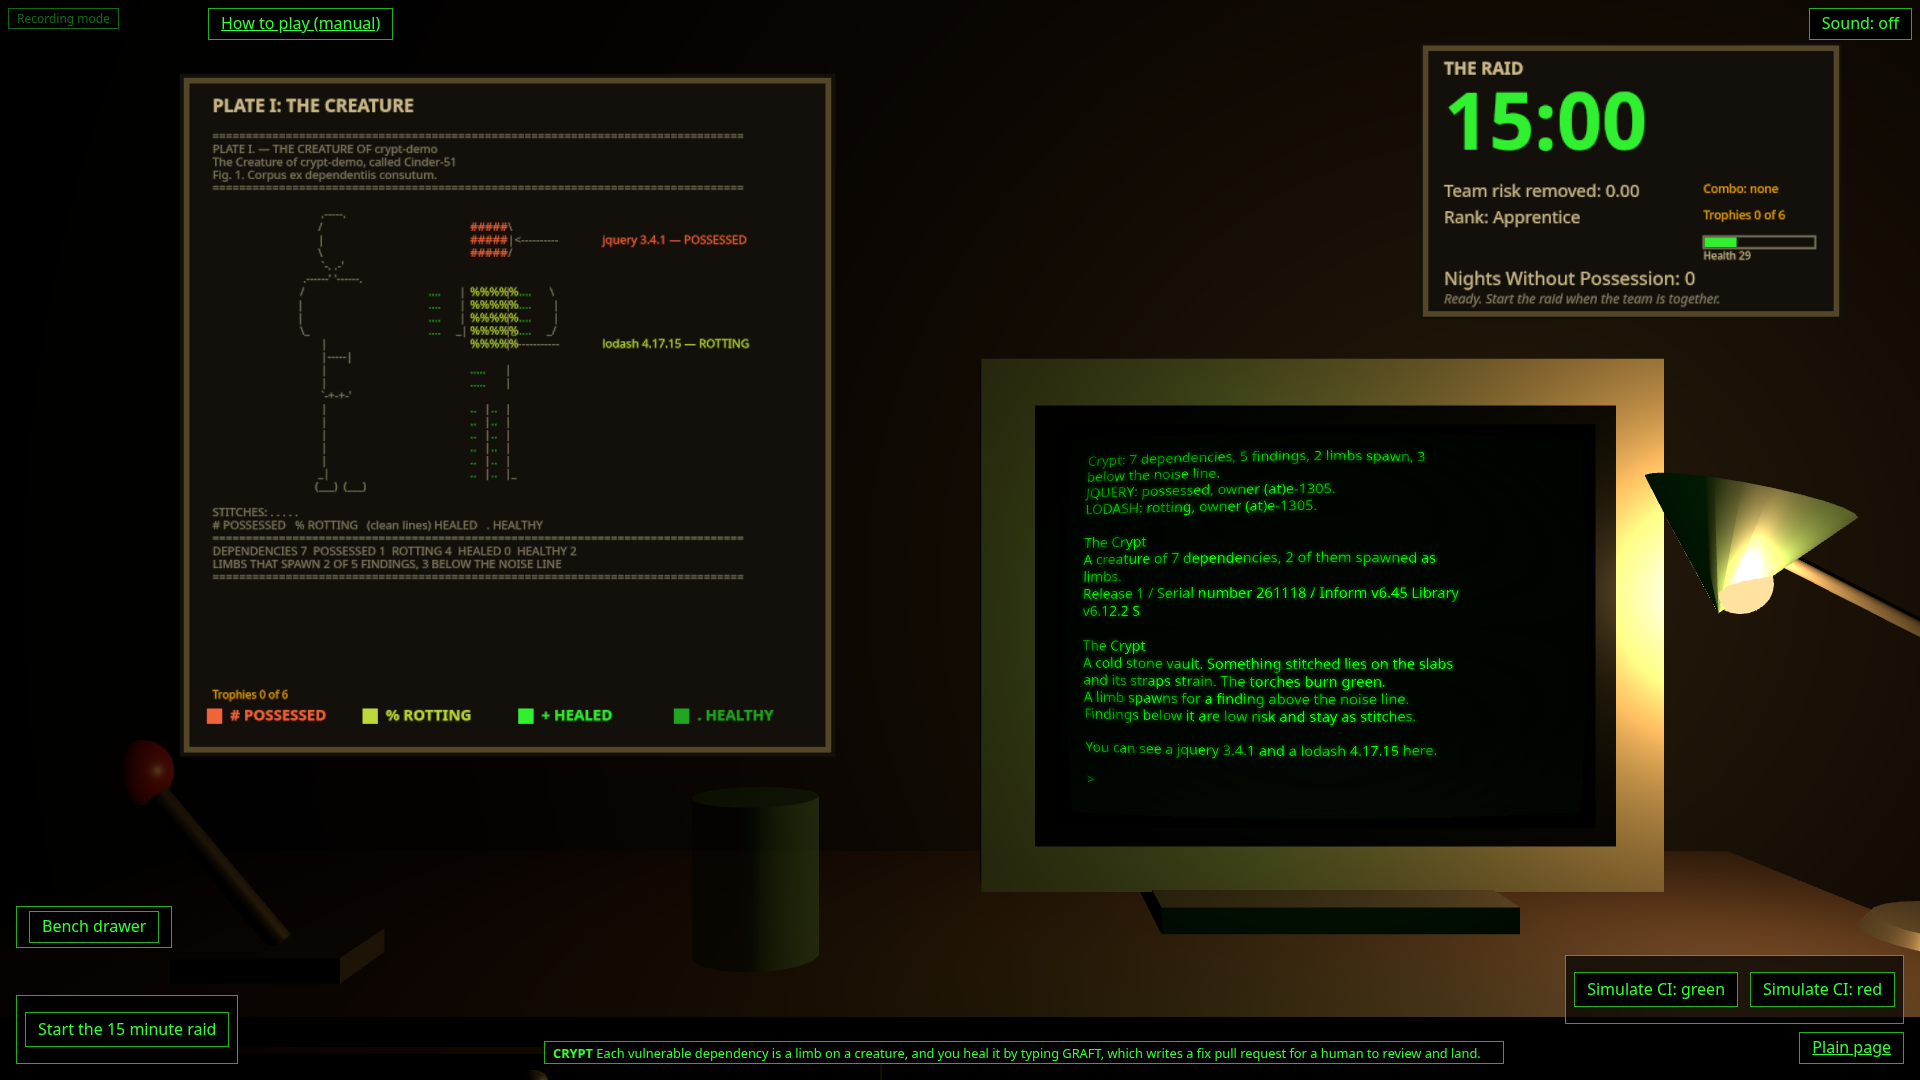 Recording mode
How to play (manual)
Sound: off
PLATE I: THE CREATURE
PLATE I. — THE CREATURE OF crypt-demo
The Creature of crypt-demo, called Cinder-51
Fig. 1. Corpus ex dependentiis consutum.
jquery 3.4.1 — POSSESSED
lodash 4.17.15 — ROTTING
STITCHES: . . . . .
# POSSESSED % ROTTING (clean lines) HEALED . HEALTHY
DEPENDENCIES 7 POSSESSED 1 ROTTING 4 HEALED 0 HEALTHY 2
LIMBS THAT SPAWN 2 OF 5 FINDINGS, 3 BELOW THE NOISE LINE
Trophies 0 of 6
# POSSESSED
% ROTTING
+ HEALED
. HEALTHY
THE RAID
15:00
Team risk removed: 0.00
Combo: none
Rank: Apprentice
Trophies 0 of 6
Health 29
Nights Without Possession: 0
Ready. Start the raid when the team is together.
Crypt: 7 dependencies, 5 findings, 2 limbs spawn, 3
below the noise line.
JQUERY: possessed, owner (at)e-1305.
LODASH: rotting, owner (at)e-1305.
The Crypt
A creature of 7 dependencies, 2 of them spawned as
limbs.
Release 1 / Serial number 261118 / Inform v6.45 Library
v6.12.2 S
The Crypt
A cold stone vault. Something stitched lies on the slabs
and its straps strain. The torches burn green.
A limb spawns for a finding above the noise line.
Findings below it are low risk and stay as stitches.
You can see a jquery 3.4.1 and a lodash 4.17.15 here.
>
Bench drawer
Start the 15 minute raid
Simulate CI: green
Simulate CI: red
CRYPT Each vulnerable dependency is a limb on a creature, and you heal it by typing GRAFT, which writes a fix pull request for a human to review and land.
Plain page